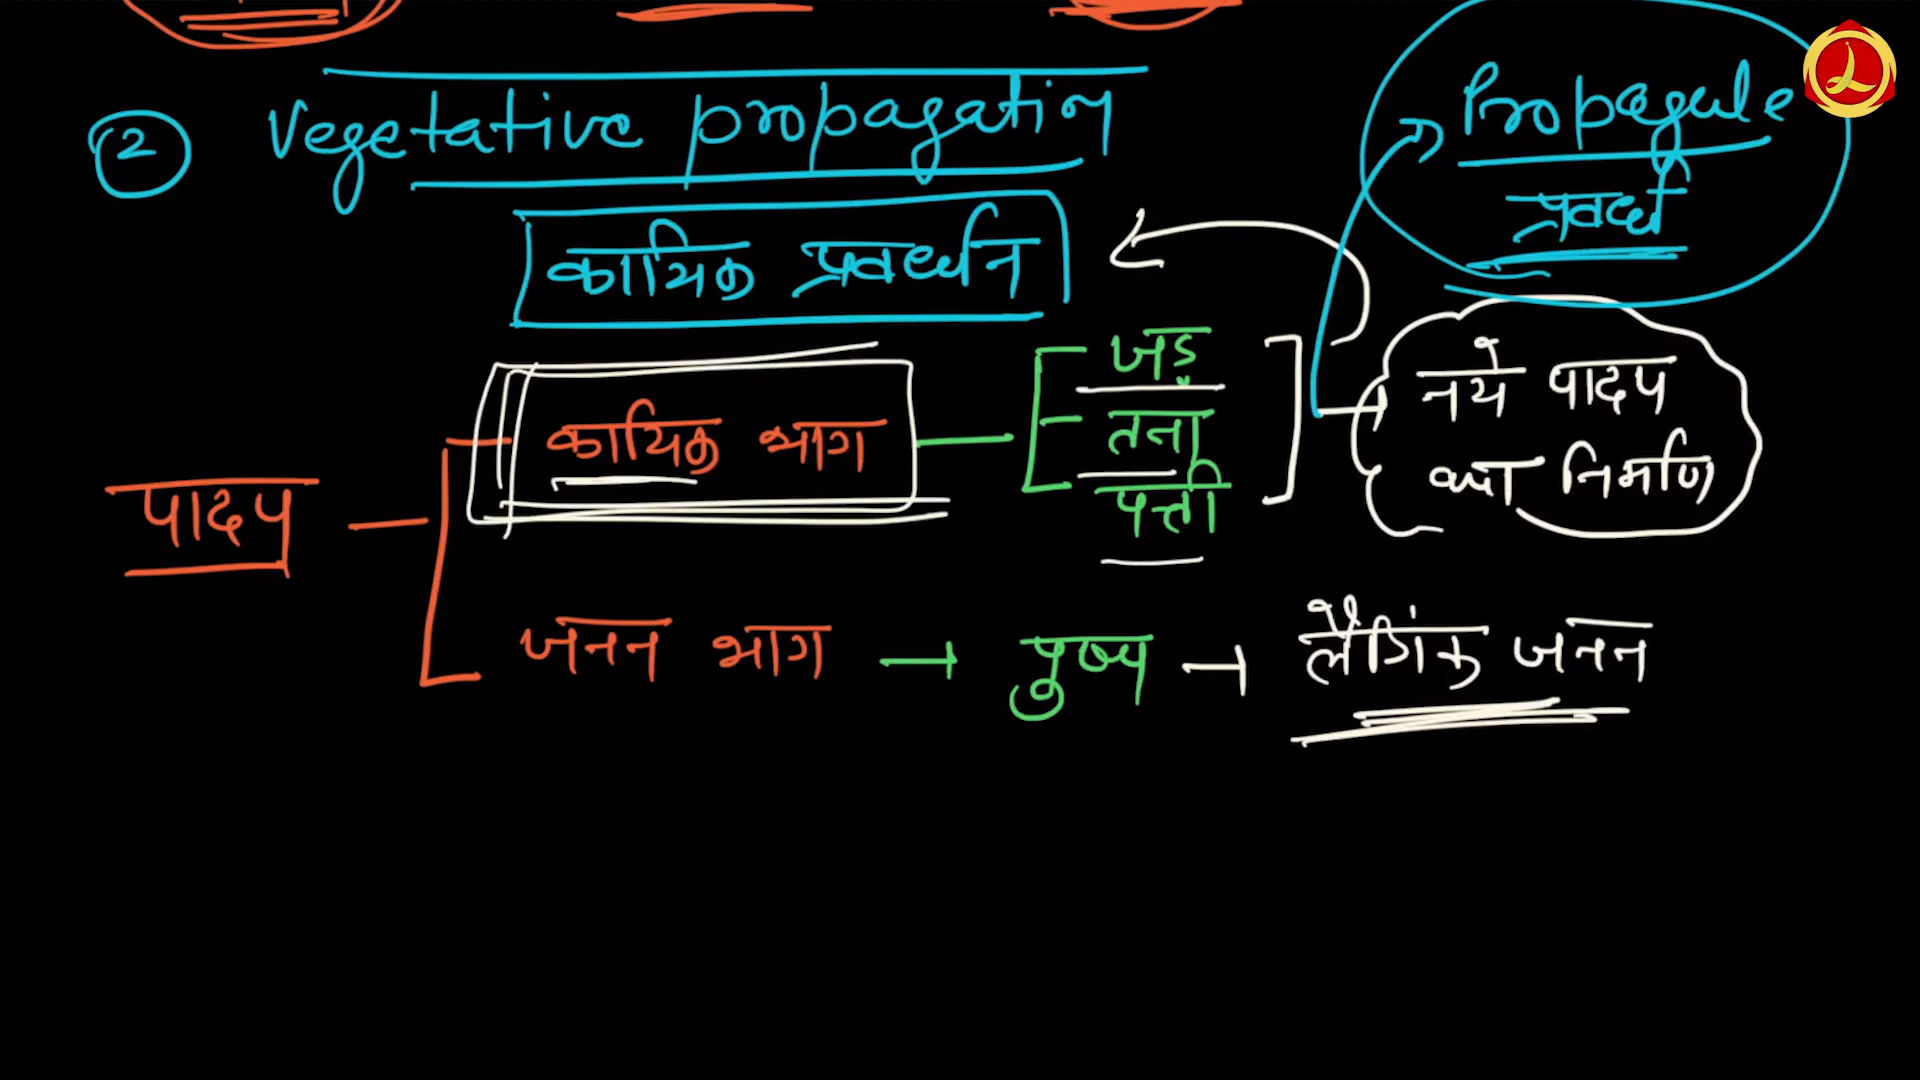 ② Vegetative propagation
Propagule
प्रवर्ध
कायिक प्रवर्धन
पादप
कायिक भाग
जड़
तना
पत्ती
नये पादप
का निर्माण
जनन भाग → पुष्प → लैंगिक जनन